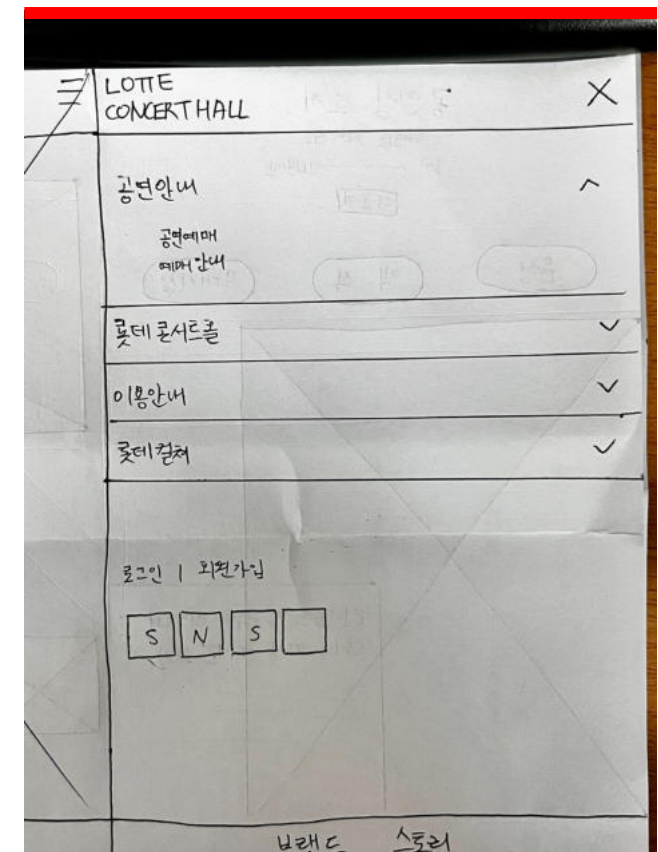 LOTTE
CONCERT HALL
공연안내
공연예매
예매안내
롯데콘서트홀
이용안내
롯데컬쳐
로그인 | 회원가입
S N S
브랜드 스토리